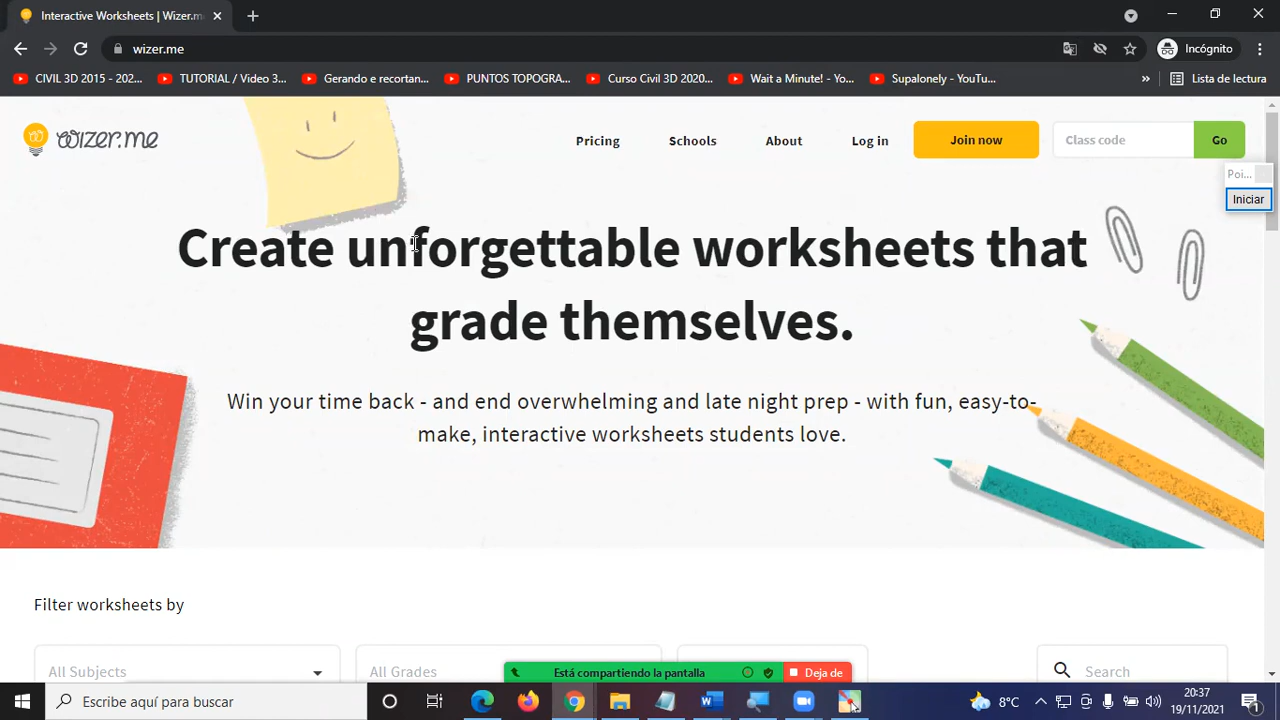 Interactive Worksheets | Wizer.m
wizer.me
Incógnito
CIVIL 3D 2015 - 202...
TUTORIAL / Video 3...
Gerando e recortan...
PUNTOS TOPOGRA...
Curso Civil 3D 2020...
Wait a Minute! - Yo...
Supalonely - YouTu...
»
Lista de lectura
wizer.me
Pricing
Schools
About
Log in
Join now
Class code
Go
Poi...
Iniciar
Create unforgettable worksheets that
grade themselves.
Win your time back - and end overwhelming and late night prep - with fun, easy-to-
make, interactive worksheets students love.
Filter worksheets by
All Subjects
All Grades
Search
Está compartiendo la pantalla
Deja de
Escribe aquí para buscar
8°C
20:37
19/11/2021
1